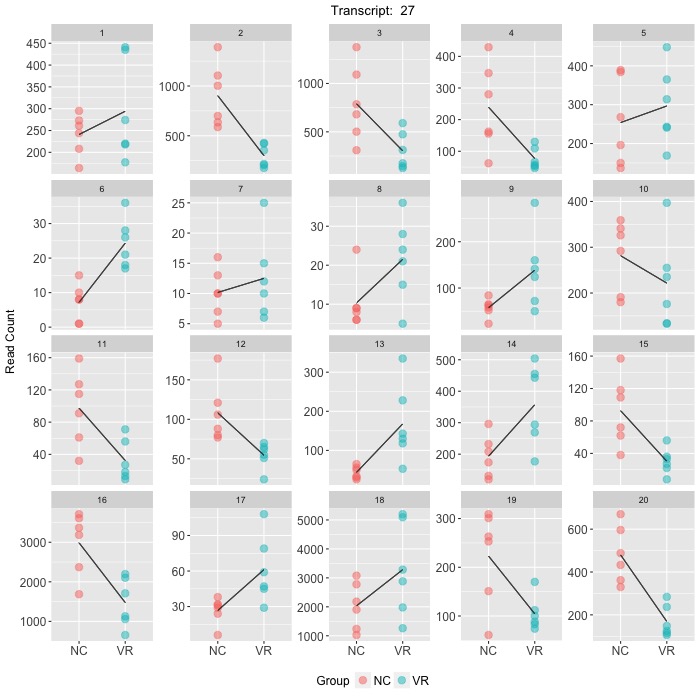 Transcript: 27
1 2 3 4 5
450 400 350 300 250 200
1000 500
1000 500
400 300 200 100
400 300 200
6 7 8 9 10
30 20 10 0
25 20 15 10 5
30 20 10
200 100
400 300 200
Read Count
11 12 13 14 15
160 120 80 40
150 100 50
300 200 100
500 400 300 200
150 100 50
16 17 18 19 20
3000 2000 1000
90 60 30
5000 4000 3000 2000 1000
300 200 100
600 400 200
NC VR NC VR NC VR NC VR NC VR
Group NC VR